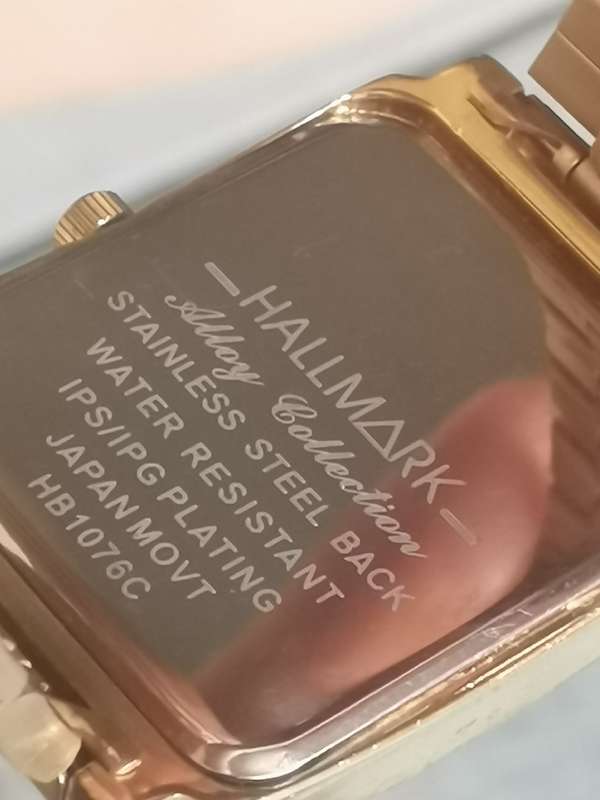 HALLMARK
Alloy Collection
STAINLESS STEEL BACK
WATER RESISTANT
IPS/IPG PLATING
JAPAN MOVT
HB1076C